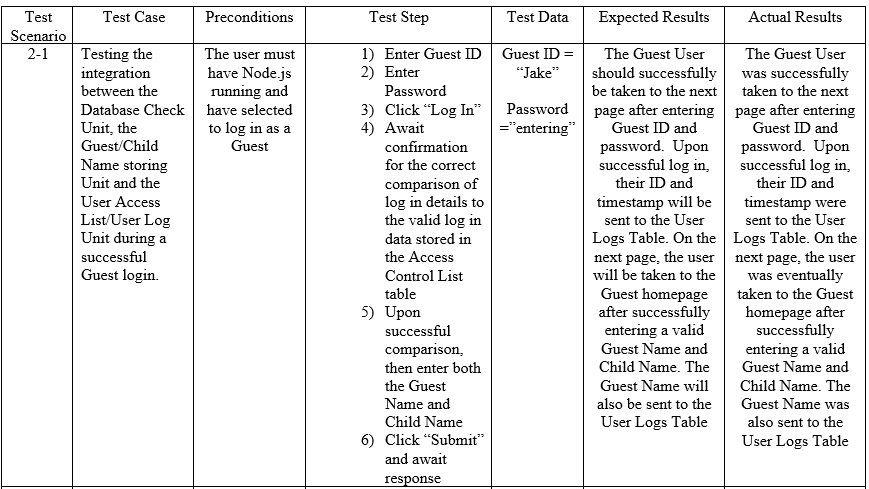 Test
Scenario
Test Case
Preconditions
Test Step
Test Data
Expected Results
Actual Results
2-1
Testing the
integration
between the
Database Check
Unit, the
Guest/Child
Name storing
Unit and the
User Access
List/User Log
Unit during a
successful
Guest login.
The user must
have Node.js
running and
have selected
to log in as a
Guest
1) Enter Guest ID
2) Enter
Password
3) Click “Log In”
4) Await
confirmation
for the correct
comparison of
log in details to
the valid log in
data stored in
the Access
Control List
table
5) Upon
successful
comparison,
then enter both
the Guest
Name and
Child Name
6) Click “Submit”
and await
response
Guest ID =
“Jake”
Password
=”entering”
The Guest User
should successfully
be taken to the next
page after entering
Guest ID and
password. Upon
successful log in,
their ID and
timestamp will be
sent to the User
Logs Table. On the
next page, the user
will be taken to the
Guest homepage
after successfully
entering a valid
Guest Name and
Child Name. The
Guest Name will
also be sent to the
User Logs Table
The Guest User
was successfully
taken to the next
page after entering
Guest ID and
password. Upon
successful log in,
their ID and
timestamp were
sent to the User
Logs Table. On the
next page, the user
was eventually
taken to the Guest
homepage after
successfully
entering a valid
Guest Name and
Child Name. The
Guest Name was
also sent to the
User Logs Table